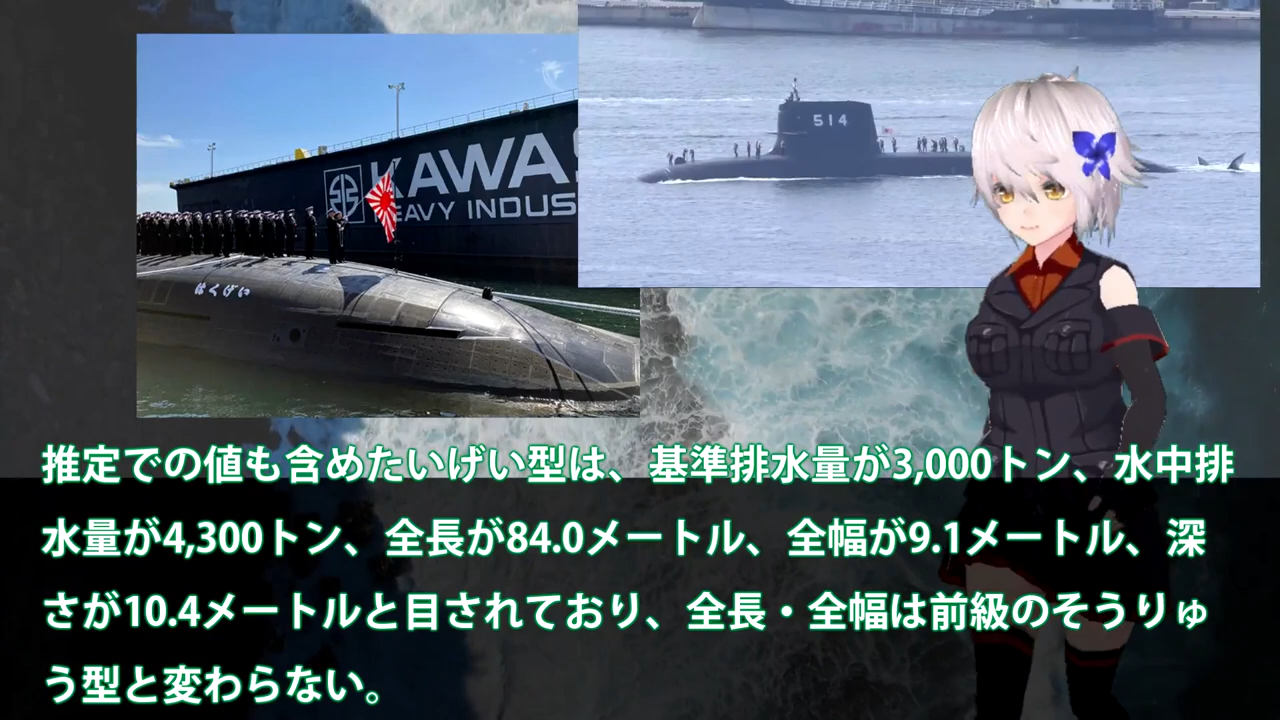 514
KAWAS
HEAVY INDUS
はくげい
推定での値も含めたいげい型は、基準排水量が3,000トン、水中排
水量が4,300トン、全長が84.0メートル、全幅が9.1メートル、深
さが10.4メートルと目されており、全長・全幅は前級のそうりゅ
う型と変わらない。